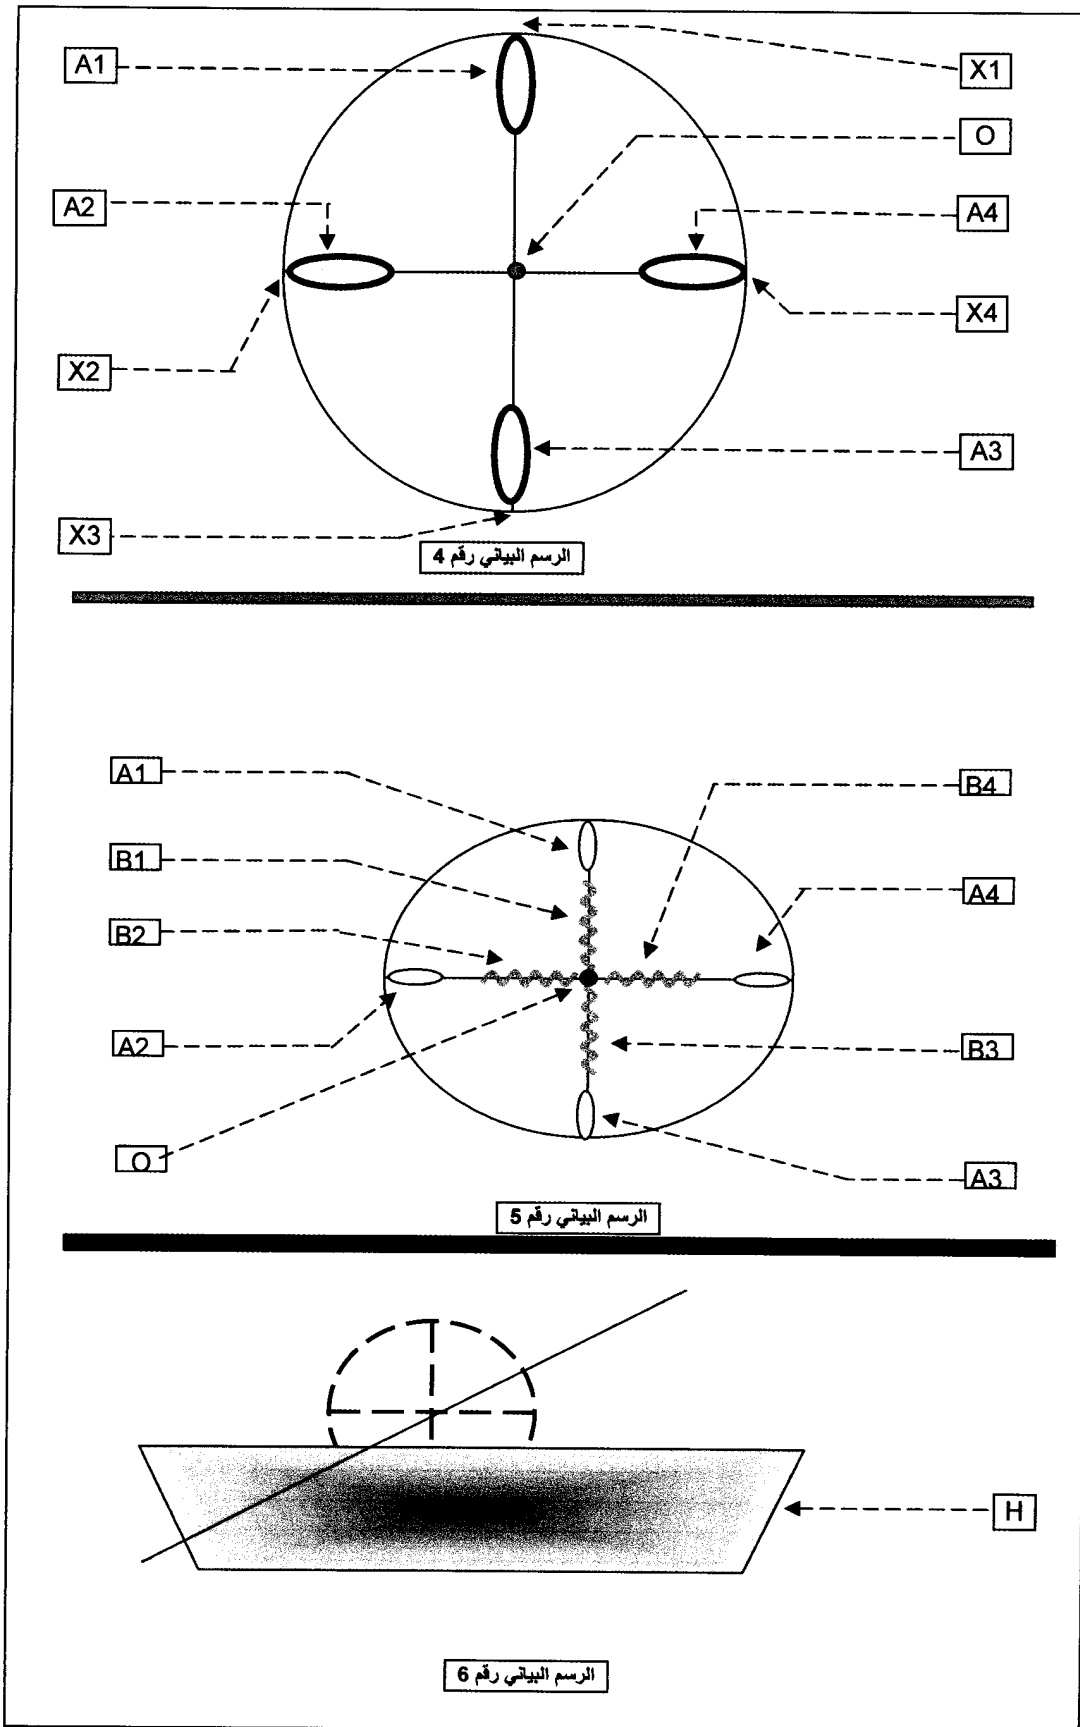 A1
X1
O
A2
A4
X4
X2
A3
X3
الرسم البياني رقم 4
A1
B4
B1
A4
B2
A2
B3
O
A3
الرسم البياني رقم 5
H
الرسم البياني رقم 6